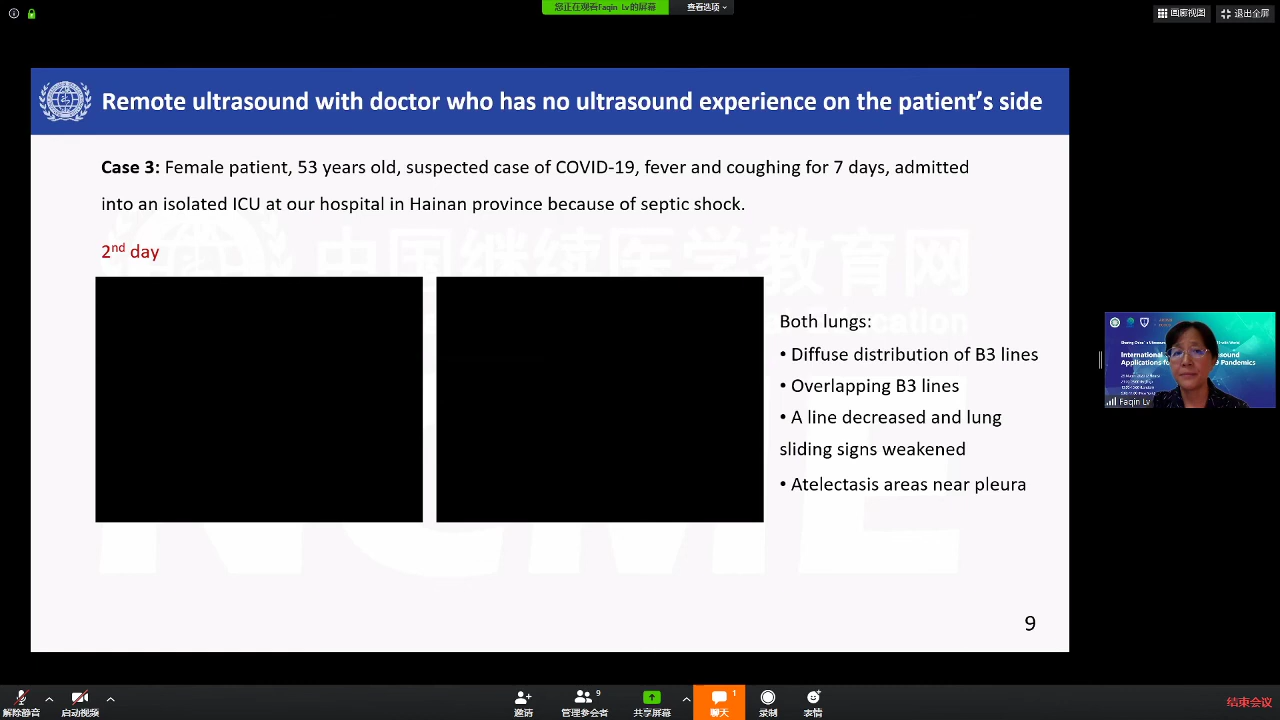 您正在观看Faqin Lv的屏幕
查看选项
画廊视图
退出全屏
Remote ultrasound with doctor who has no ultrasound experience on the patient's side
Case 3: Female patient, 53 years old, suspected case of COVID-19, fever and coughing for 7 days, admitted
into an isolated ICU at our hospital in Hainan province because of septic shock.
中国继续医学教育网
2nd day
Both lungs:
• Diffuse distribution of B3 lines
• Overlapping B3 lines
• A line decreased and lung
sliding signs weakened
• Atelectasis areas near pleura
NCME
9
Faqin Lv
解除静音
启动视频
邀请
9
管理参会者
共享屏幕
1
聊天
录制
表情
结束会议